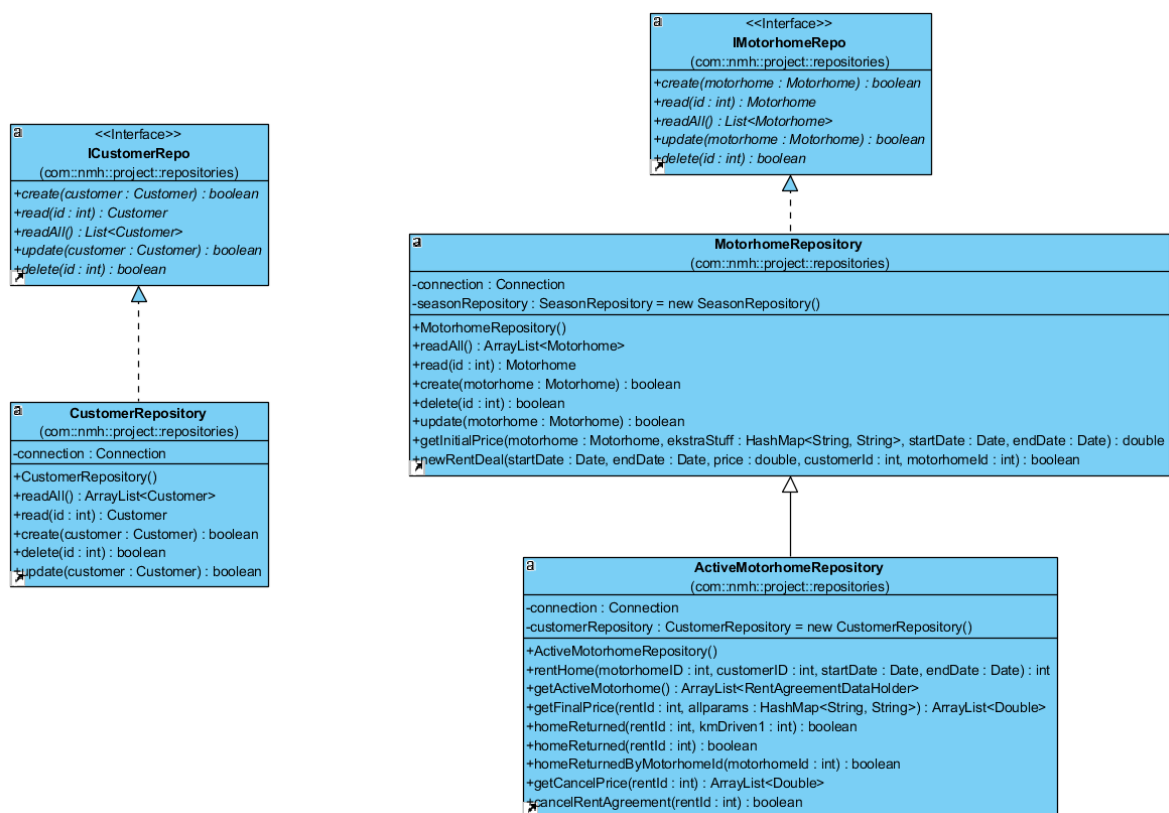 a
<<Interface>>
ICustomerRepo
(com::nmh::project::repositories)
+create(customer : Customer) : boolean
+read(id : int) : Customer
+readAll() : List<Customer>
+update(customer : Customer) : boolean
+delete(id : int) : boolean
a
CustomerRepository
(com::nmh::project::repositories)
-connection : Connection
+CustomerRepository()
+readAll() : ArrayList<Customer>
+read(id : int) : Customer
+create(customer : Customer) : boolean
+delete(id : int) : boolean
+update(customer : Customer) : boolean
a
<<Interface>>
IMotorhomeRepo
(com::nmh::project::repositories)
+create(motorhome : Motorhome) : boolean
+read(id : int) : Motorhome
+readAll() : List<Motorhome>
+update(motorhome : Motorhome) : boolean
+delete(id : int) : boolean
a
MotorhomeRepository
(com::nmh::project::repositories)
-connection : Connection
-seasonRepository : SeasonRepository = new SeasonRepository()
+MotorhomeRepository()
+readAll() : ArrayList<Motorhome>
+read(id : int) : Motorhome
+create(motorhome : Motorhome) : boolean
+delete(id : int) : boolean
+update(motorhome : Motorhome) : boolean
+getInitialPrice(motorhome : Motorhome, ekstraStuff : HashMap<String, String>, startDate : Date, endDate : Date) : double
+newRentDeal(startDate : Date, endDate : Date, price : double, customerId : int, motorhomeId : int) : boolean
a
ActiveMotorhomeRepository
(com::nmh::project::repositories)
-connection : Connection
-customerRepository : CustomerRepository = new CustomerRepository()
+ActiveMotorhomeRepository()
+rentHome(motorhomeID : int, customerID : int, startDate : Date, endDate : Date) : int
+getActiveMotorhome() : ArrayList<RentAgreementDataHolder>
+getFinalPrice(rentId : int, allparams : HashMap<String, String>) : ArrayList<Double>
+homeReturned(rentId : int, kmDriven1 : int) : boolean
+homeReturned(rentId : int) : boolean
+homeReturnedByMotorhomeId(motorhomeId : int) : boolean
+getCancelPrice(rentId : int) : ArrayList<Double>
+cancelRentAgreement(rentId : int) : boolean